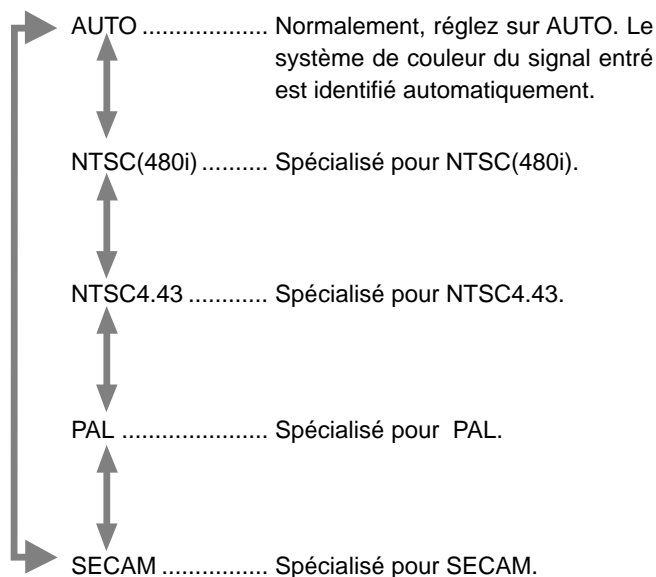 AUTO ................... Normalement, réglez sur AUTO. Le
système de couleur du signal entré
est identifié automatiquement.
NTSC(480i) .......... Spécialisé pour NTSC(480i).
NTSC4.43 ............ Spécialisé pour NTSC4.43.
PAL ...................... Spécialisé pour  PAL.
SECAM ................ Spécialisé pour SECAM.